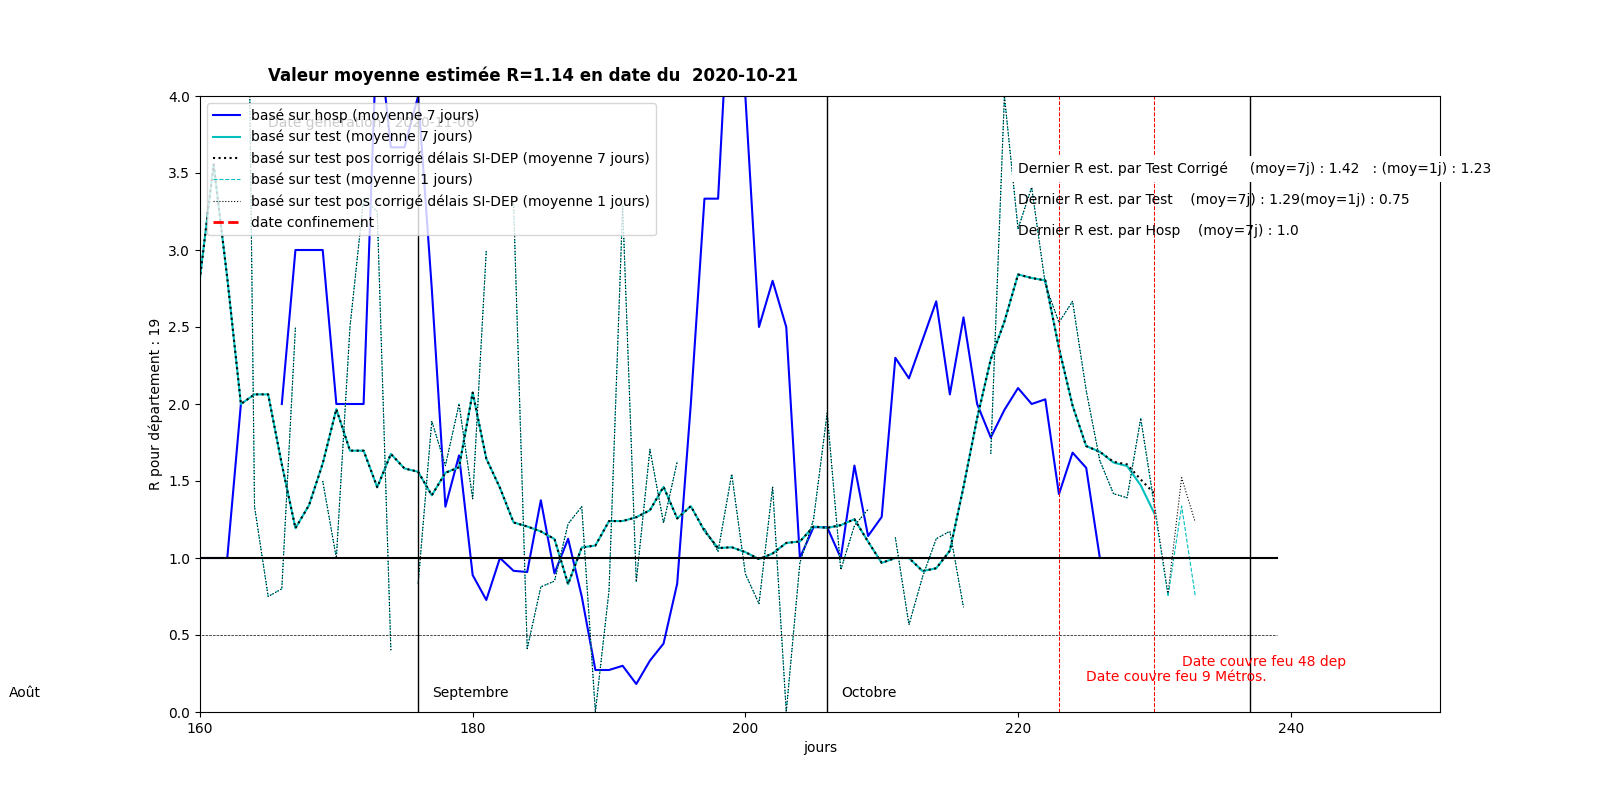 Valeur moyenne estimée R=1.14 en date du  2020-10-21
Date generation : 2020-11-06
basé sur hosp (moyenne 7 jours)
basé sur test (moyenne 7 jours)
basé sur test pos corrigé délais SI-DEP (moyenne 7 jours)
basé sur test (moyenne 1 jours)
basé sur test pos corrigé délais SI-DEP (moyenne 1 jours)
date confinement
Dernier R est. par Test Corrigé     (moy=7j) : 1.42   : (moy=1j) : 1.23
Dernier R est. par Test    (moy=7j) : 1.29(moy=1j) : 0.75
Dernier R est. par Hosp    (moy=7j) : 1.0
4.0
3.5
3.0
2.5
2.0
1.5
1.0
0.5
0.0
R pour département : 19
Date couvre feu 48 dep
Date couvre feu 9 Métros.
Août
Septembre
Octobre
160
180
200
220
240
jours